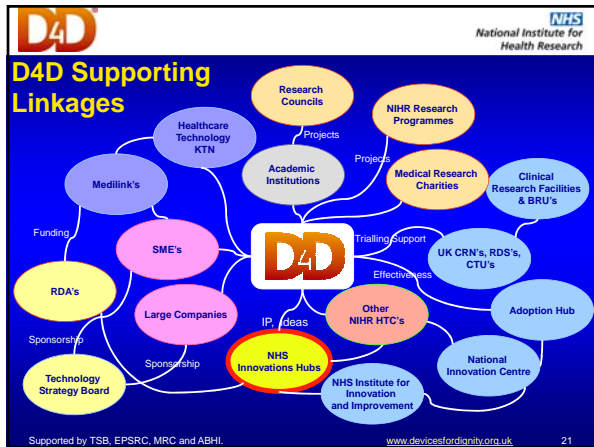 D4D
NHS
National Institute for
Health Research
D4D Supporting
Linkages
Research
Councils
NIHR Research
Programmes
Healthcare
Technology
KTN
Projects
Academic
Institutions
Projects
Medical Research
Charities
Clinical
Research Facilities
& BRU's
Medilink's
Funding
SME's
D4D
Trialling Support
UK CRN's, RDS's,
CTU's
Effectiveness
RDA's
Large Companies
IP, Ideas
Other
NIHR HTC's
Adoption Hub
Sponsorship
Sponsorship
NHS
Innovations Hubs
National
Innovation Centre
Technology
Strategy Board
NHS Institute for
Innovation
and Improvement
Supported by TSB, EPSRC, MRC and ABHI.
www.devicesfordignity.org.uk
21